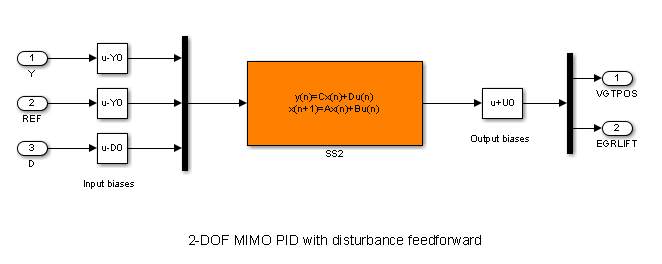 1
u-Y0
Y
2
u-Y0
REF
3
u-D0
D
Input biases
y(n)=Cx(n)+Du(n)
x(n+1)=Ax(n)+Bu(n)
SS2
u+U0
Output biases
1
VGTPOS
2
EGRLIFT
2-DOF MIMO PID with disturbance feedforward